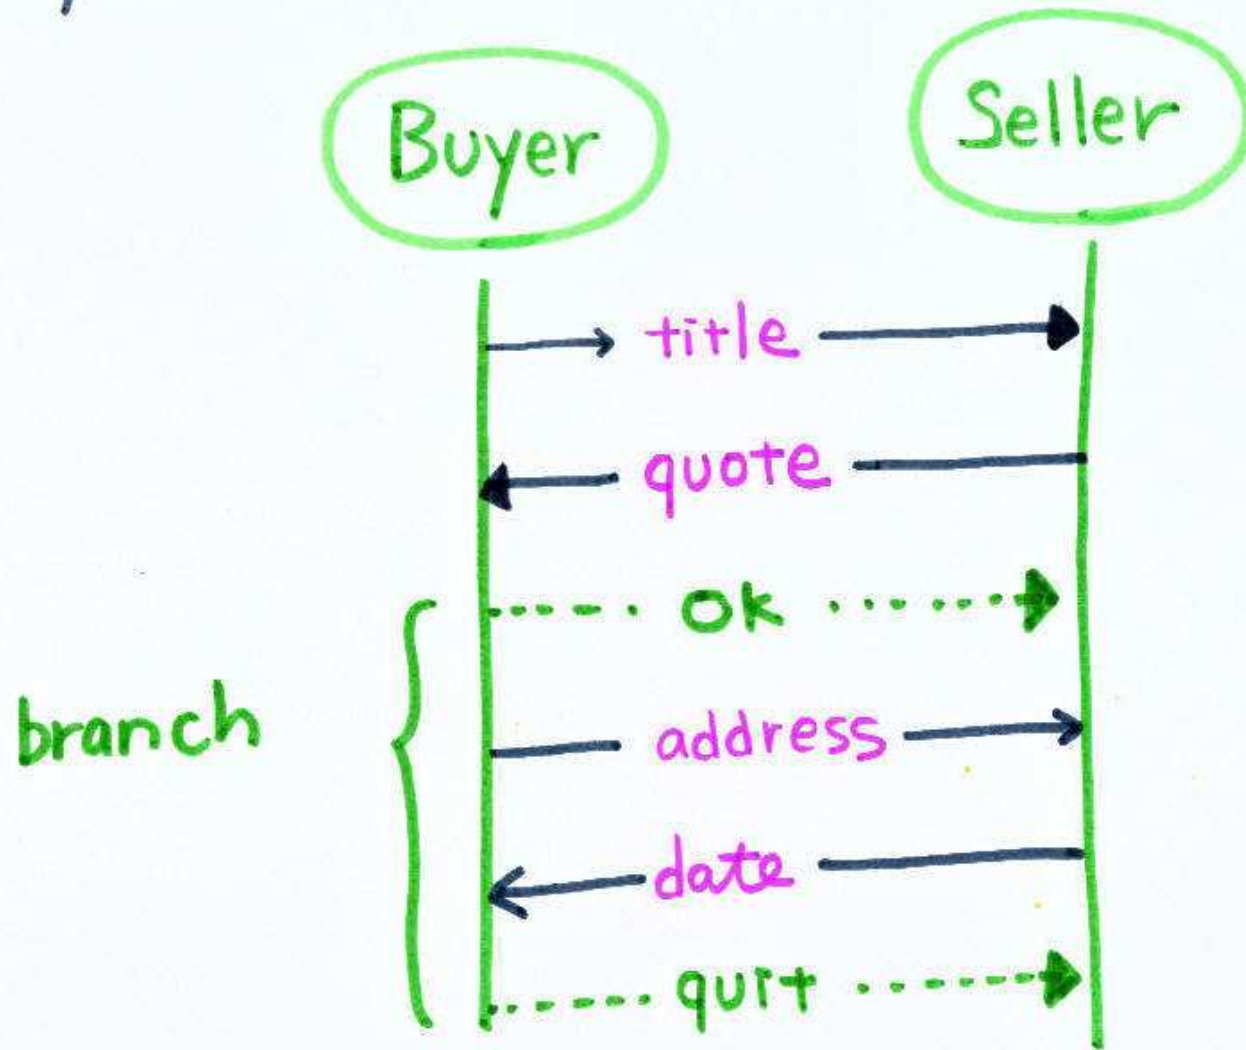 Buyer
Seller
title
quote
ok
branch
address
date
quit